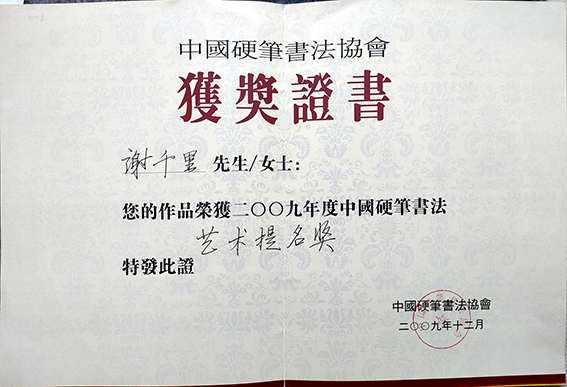 中國硬筆書法協會
獲獎證書
谢千里 先生/女士：
您的作品榮獲二〇〇九年度中國硬筆書法
艺术提名奖
特發此證
中國硬筆書法協會
二〇〇九年十二月